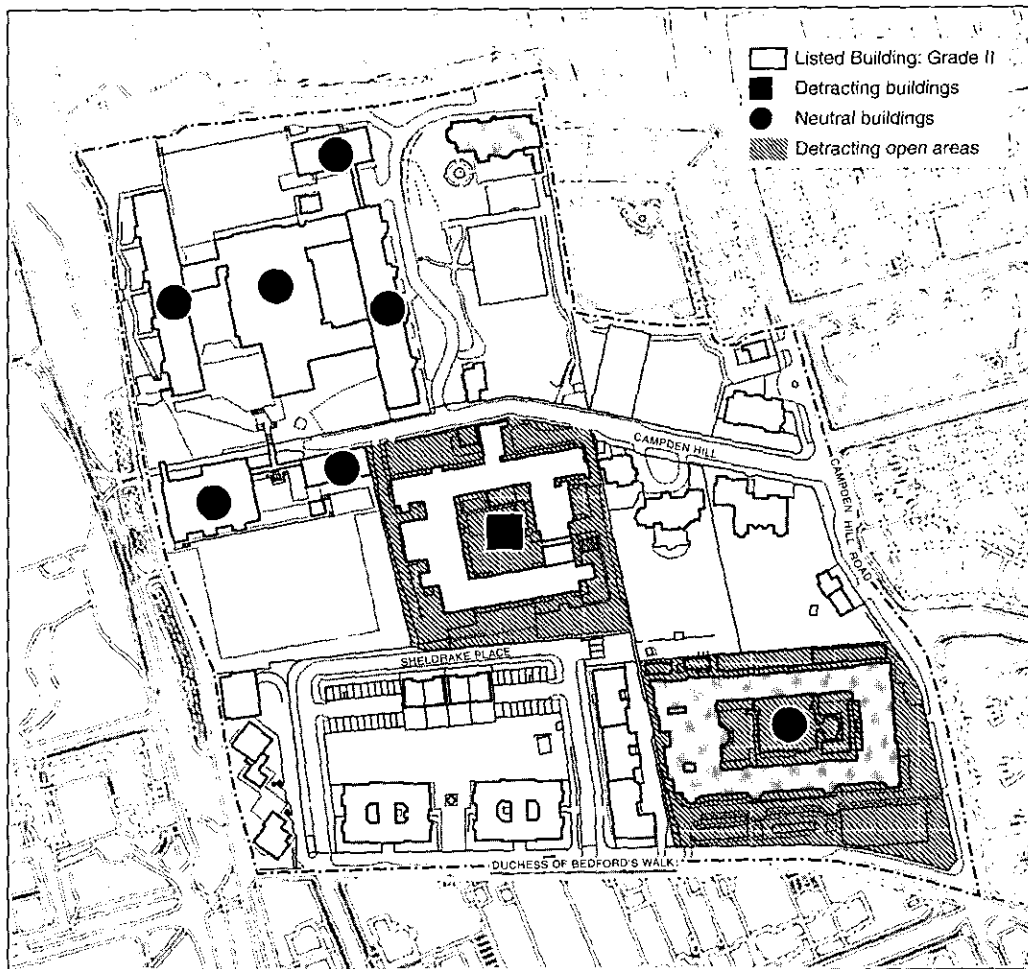 Listed Building: Grade II
Detracting buildings
Neutral buildings
Detracting open areas
CAMPDEN HILL
CAMPDEN HILL ROAD
SHELDRAKE PLACE
DUCHESS OF BEDFORD'S WALK